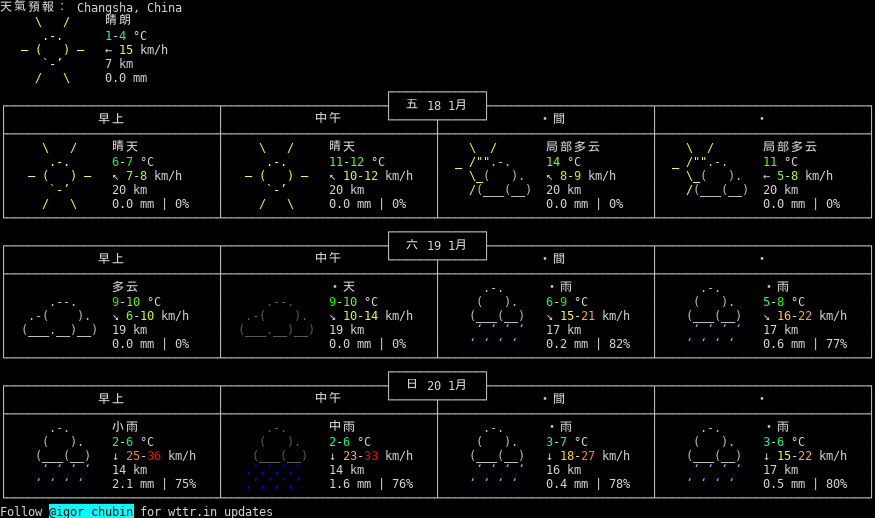 天氣預報： Changsha, China
晴朗
1-4 °C
← 15 km/h
7 km
0.0 mm
五 18 1月
早上 中午 ・間 ・
晴天 晴天 局部多云 局部多云
6-7 °C 11-12 °C 14 °C 11 °C
↖ 7-8 km/h ↖ 10-12 km/h ↖ 8-9 km/h ← 5-8 km/h
20 km 20 km 20 km 20 km
0.0 mm | 0% 0.0 mm | 0% 0.0 mm | 0% 0.0 mm | 0%
六 19 1月
早上 中午 ・間 ・
多云 ・天 ・雨 ・雨
9-10 °C 9-10 °C 6-9 °C 5-8 °C
↘ 6-10 km/h ↘ 10-14 km/h ↘ 15-21 km/h ↘ 16-22 km/h
19 km 19 km 17 km 17 km
0.0 mm | 0% 0.0 mm | 0% 0.2 mm | 82% 0.6 mm | 77%
日 20 1月
早上 中午 ・間 ・
小雨 中雨 ・雨 ・雨
2-6 °C 2-6 °C 3-7 °C 3-6 °C
↓ 25-36 km/h ↓ 23-33 km/h ↓ 18-27 km/h ↓ 15-22 km/h
14 km 14 km 16 km 17 km
2.1 mm | 75% 1.6 mm | 76% 0.4 mm | 78% 0.5 mm | 80%
Follow @igor_chubin for wttr.in updates